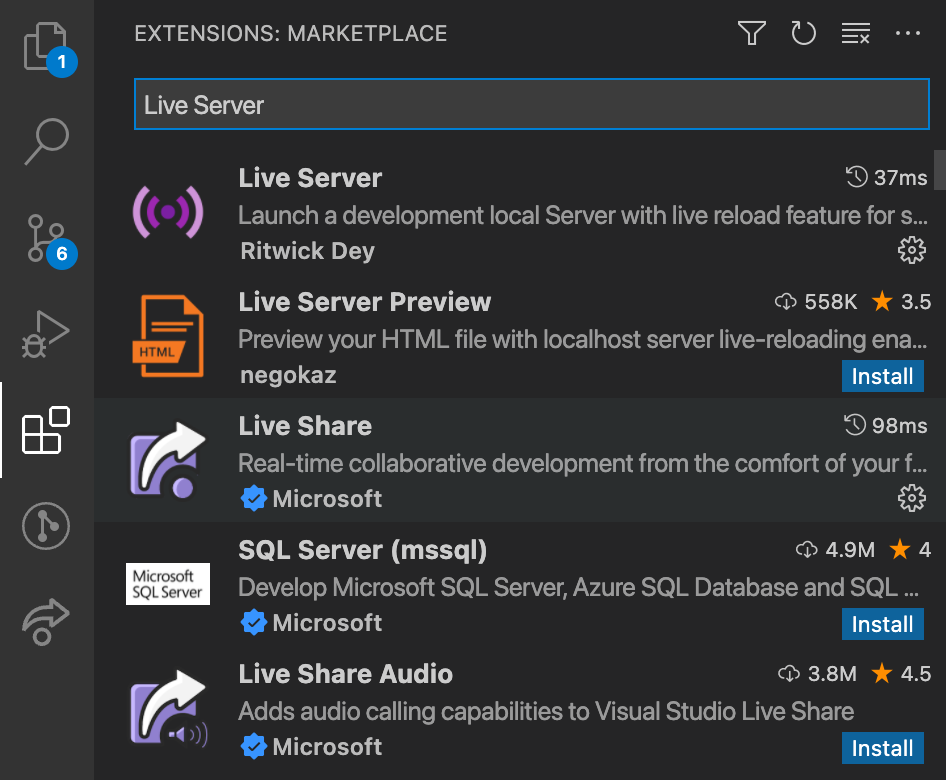 1
EXTENSIONS: MARKETPLACE
Live Server
Live Server 37ms
Launch a development local Server with live reload feature for s...
Ritwick Dey
6
Live Server Preview 558K 3.5
Preview your HTML file with localhost server live-reloading ena...
HTML
negokaz Install
Live Share 98ms
Real-time collaborative development from the comfort of your f...
Microsoft
SQL Server (mssql) 4.9M 4
Microsoft
SQL Server
Develop Microsoft SQL Server, Azure SQL Database and SQL ...
Microsoft Install
Live Share Audio 3.8M 4.5
Adds audio calling capabilities to Visual Studio Live Share
Microsoft Install